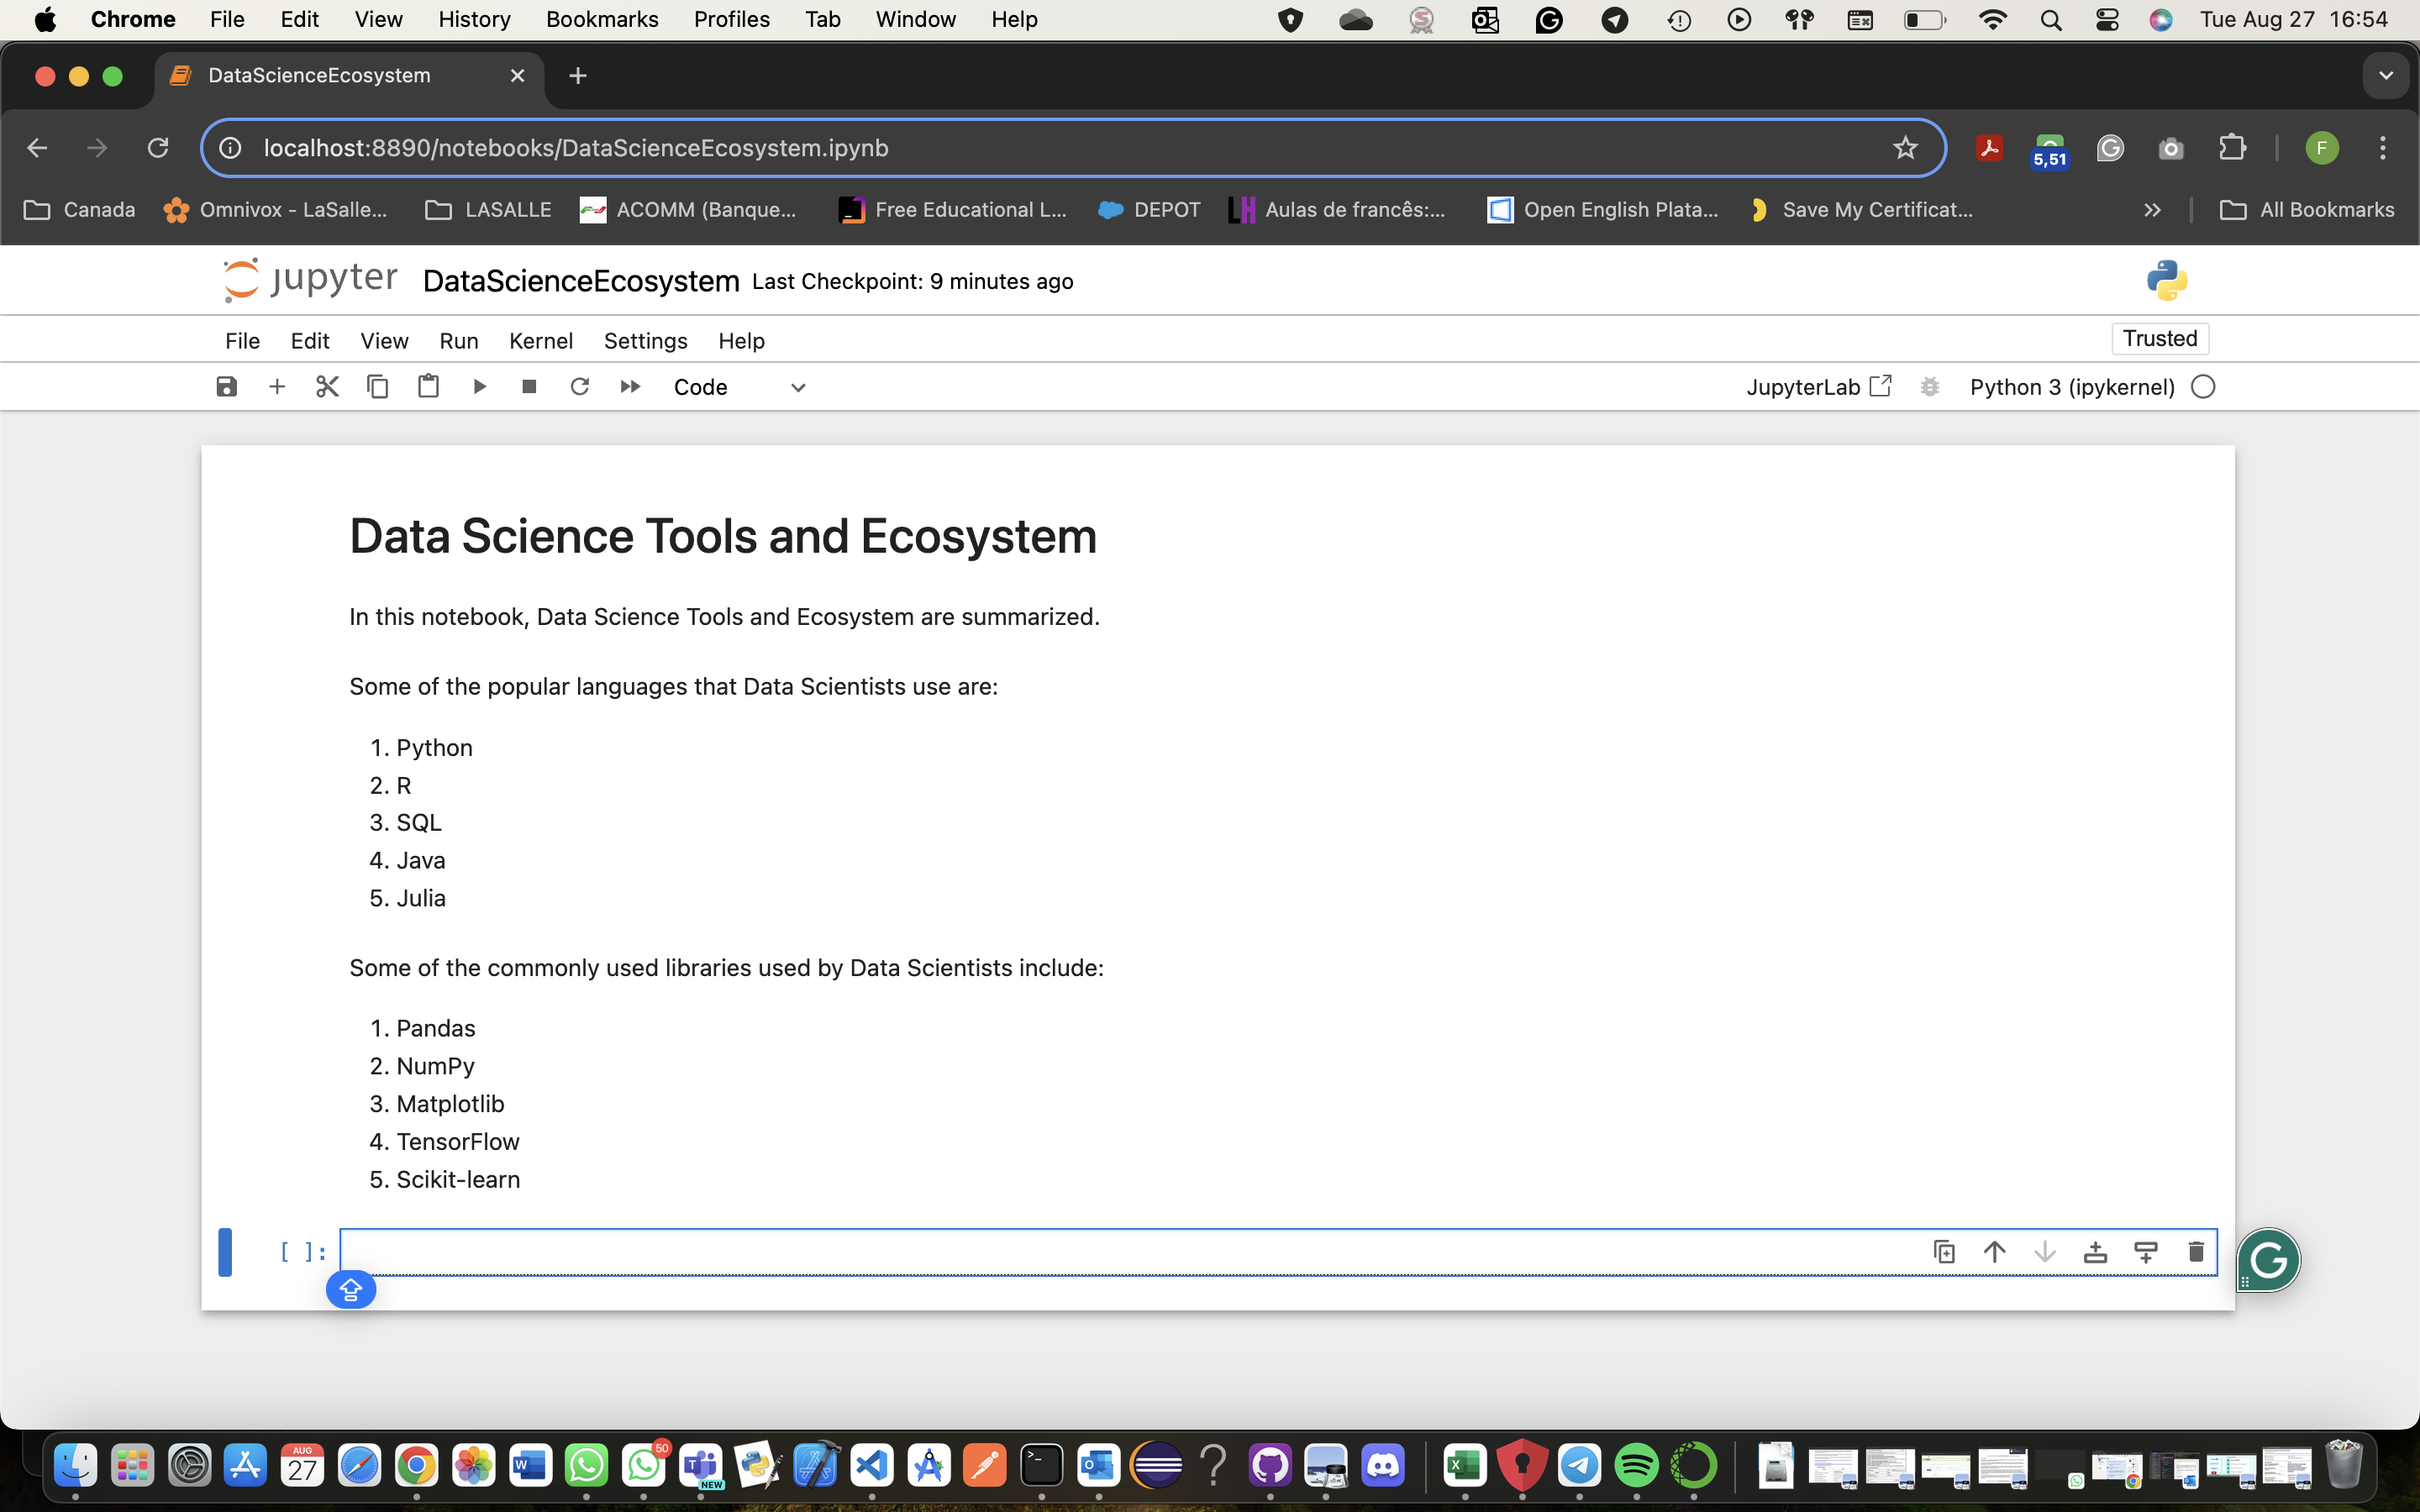 Chrome File Edit View History Bookmarks Profiles Tab Window Help Tue Aug 27 16:54
DataScienceEcosystem
localhost:8890/notebooks/DataScienceEcosystem.ipynb 5,51 F
Canada Omnivox - LaSalle... LASALLE ACOMM (Banque... Free Educational L... DEPOT Aulas de francês:... Open English Plata... Save My Certificat... All Bookmarks
jupyter DataScienceEcosystem Last Checkpoint: 9 minutes ago
File Edit View Run Kernel Settings Help Trusted
Code JupyterLab Python 3 (ipykernel)
Data Science Tools and Ecosystem
In this notebook, Data Science Tools and Ecosystem are summarized.
Some of the popular languages that Data Scientists use are:
1. Python
2. R
3. SQL
4. Java
5. Julia
Some of the commonly used libraries used by Data Scientists include:
1. Pandas
2. NumPy
3. Matplotlib
4. TensorFlow
5. Scikit-learn
[ ]:
AUG
27
50
NEW